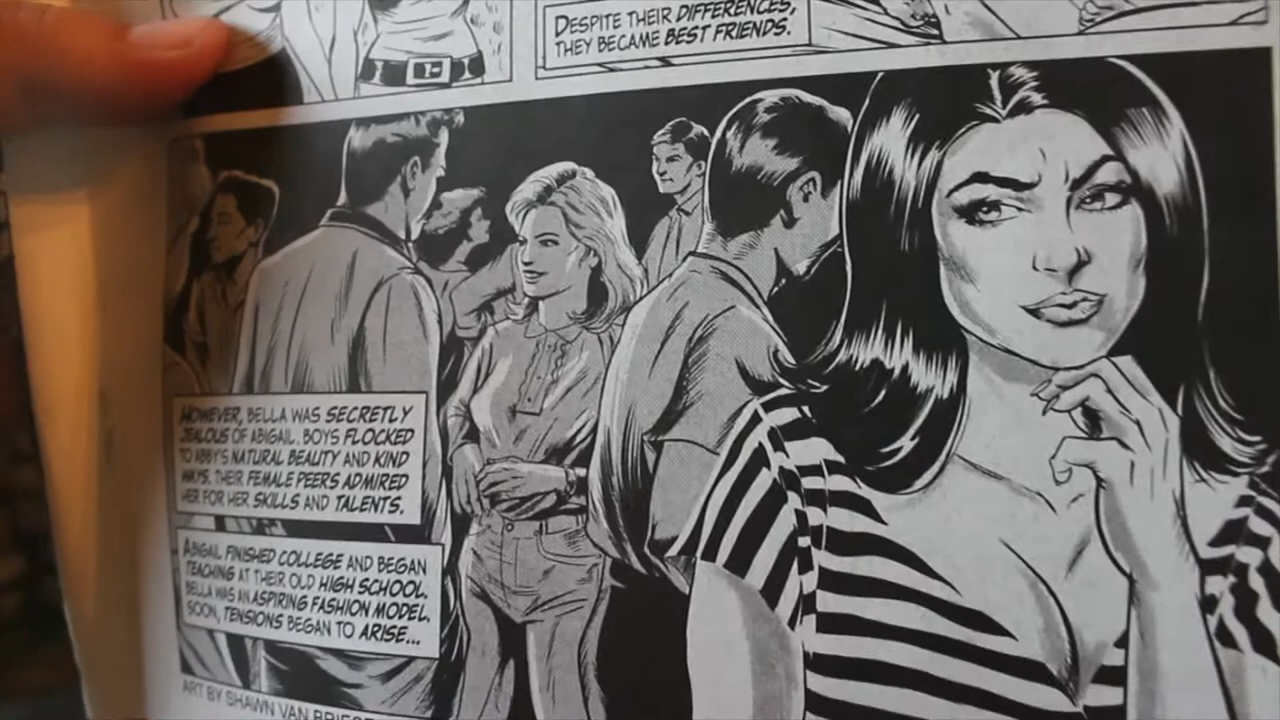 DESPITE THEIR DIFFERENCES,
THEY BECAME BEST FRIENDS.
HOWEVER, BELLA WAS SECRETLY
JEALOUS OF ABIGAIL. BOYS FLOCKED
TO ABBY'S NATURAL BEAUTY AND KIND
WAYS. THEIR FEMALE PEERS ADMIRED
HER FOR HER SKILLS AND TALENTS.
ABIGAIL FINISHED COLLEGE AND BEGAN
TEACHING AT THEIR OLD HIGH SCHOOL.
BELLA WAS AN ASPIRING FASHION MODEL.
SOON, TENSIONS BEGAN TO ARISE...
ART BY SHAWN VAN